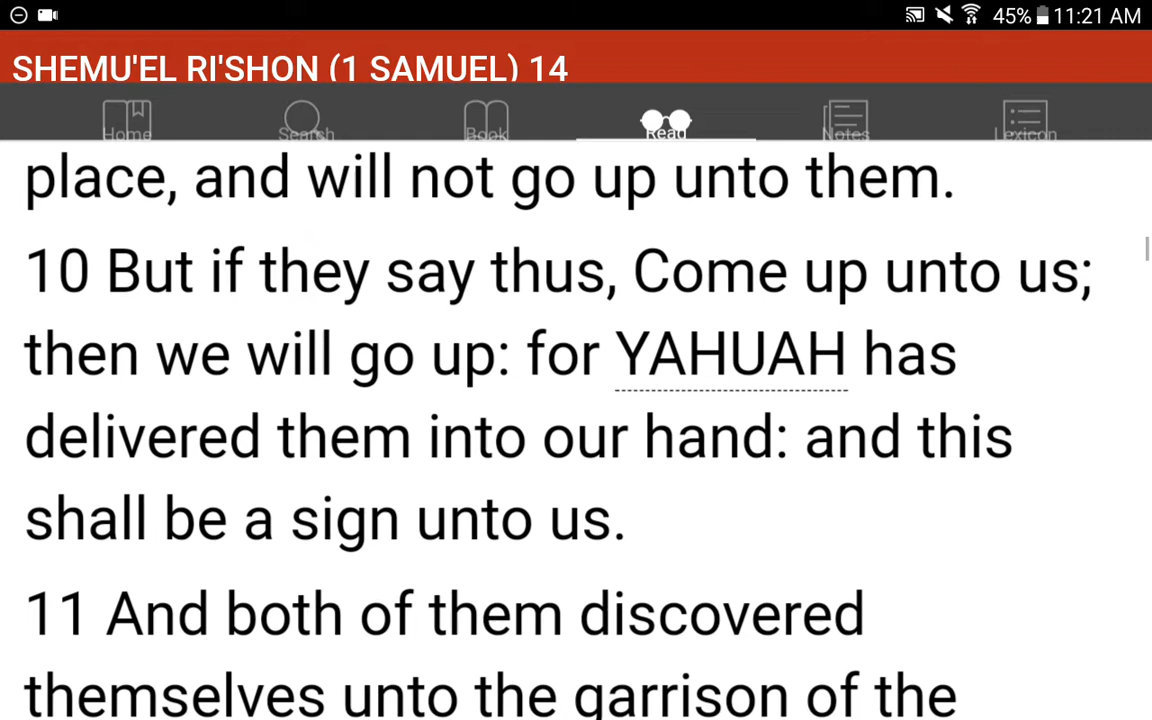 45% 11:21 AM
SHEMU'EL RI'SHON (1 SAMUEL) 14
Home Search Book Read Notes Lexicon
place, and will not go up unto them.
10 But if they say thus, Come up unto us;
then we will go up: for YAHUAH has
delivered them into our hand: and this
shall be a sign unto us.
11 And both of them discovered
themselves unto the garrison of the